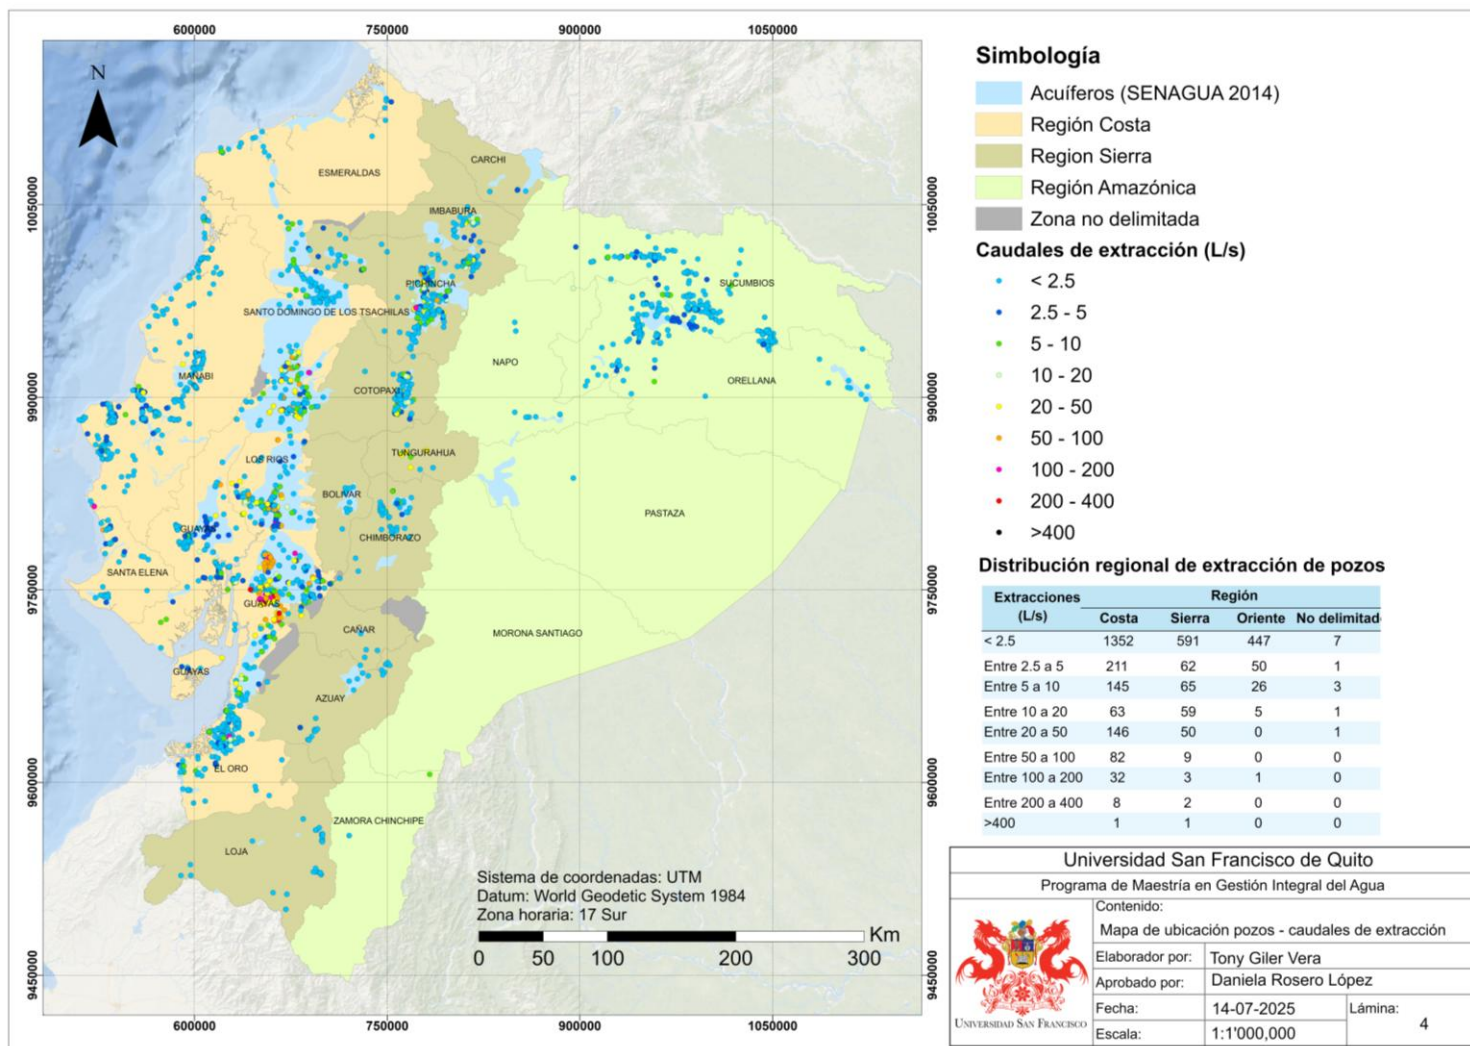 600000 750000 900000 1050000
N
10050000
9900000
9750000
9600000
9450000
10050000
9900000
9750000
9600000
9450000
CARCHI
ESMERALDAS
IMBABURA
PICHINCHA
SUCUMBIOS
SANTO DOMINGO DE LOS TSACHILAS
NAPO
MANABI
COTOPAXI
ORELLANA
TUNGURAHUA
LOS RIOS
BOLIVAR
PASTAZA
GUAYAS
CHIMBORAZO
SANTA ELENA
GUAYAS
CAÑAR
MORONA SANTIAGO
GUAYAS
AZUAY
EL ORO
ZAMORA CHINCHIPE
LOJA
Sistema de coordenadas: UTM
Datum: World Geodetic System 1984
Zona horaria: 17 Sur
Km
0 50 100 200 300
600000 750000 900000 1050000
Simbología
Acuíferos (SENAGUA 2014)
Región Costa
Region Sierra
Región Amazónica
Zona no delimitada
Caudales de extracción (L/s)
< 2.5
2.5 - 5
5 - 10
10 - 20
20 - 50
50 - 100
100 - 200
200 - 400
>400
Distribución regional de extracción de pozos
Extracciones Región
(L/s) Costa Sierra Oriente No delimitad
< 2.5 1352 591 447 7
Entre 2.5 a 5 211 62 50 1
Entre 5 a 10 145 65 26 3
Entre 10 a 20 63 59 5 1
Entre 20 a 50 146 50 0 1
Entre 50 a 100 82 9 0 0
Entre 100 a 200 32 3 1 0
Entre 200 a 400 8 2 0 0
>400 1 1 0 0
Universidad San Francisco de Quito
Programa de Maestría en Gestión Integral del Agua
Contenido:
Mapa de ubicación pozos - caudales de extracción
Elaborador por: Tony Giler Vera
Aprobado por: Daniela Rosero López
Fecha: 14-07-2025 Lámina:
4
Escala: 1:1'000,000
UNIVERSIDAD SAN FRANCISCO